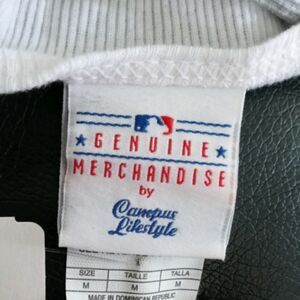 GENUINE
MERCHANDISE
by
Campus
Lifestyle
SIZE TAILLE TALLA
M M M
MADE IN DOMINICAN REPUBLIC